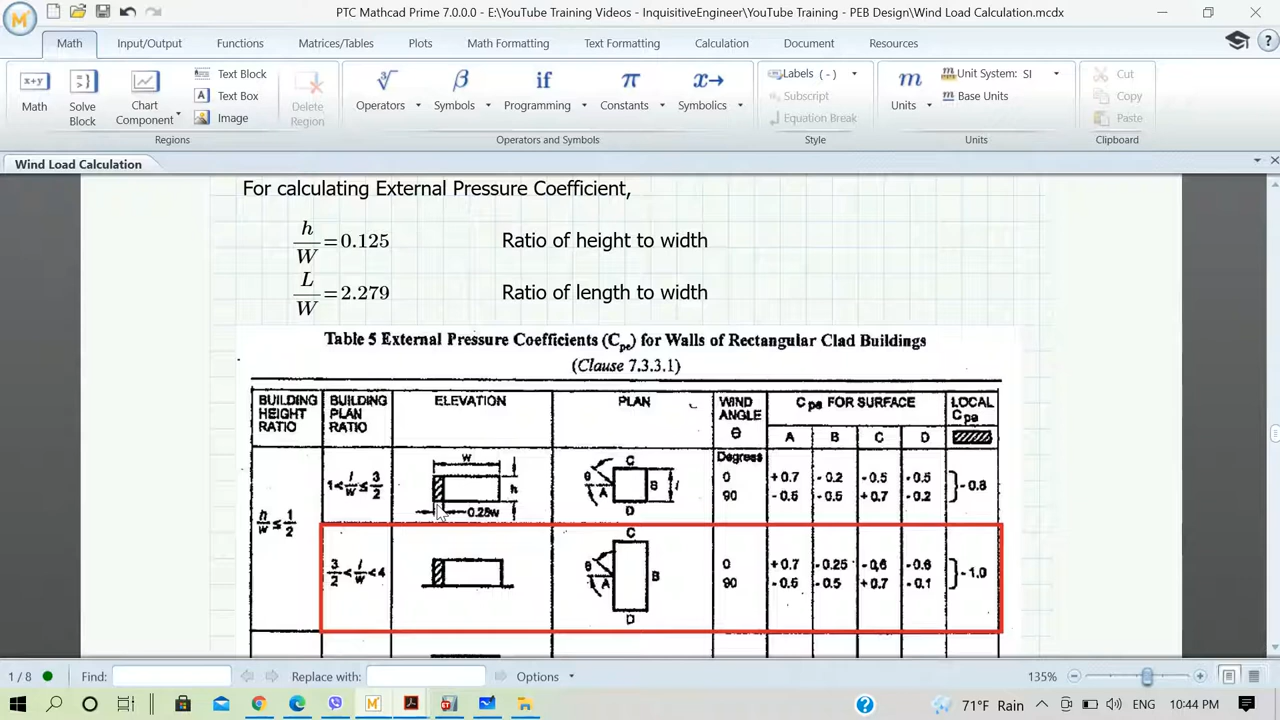 PTC Mathcad Prime 7.0.0.0 - E:\YouTube Training Videos - InquisitiveEngineer\YouTube Training - PEB Design\Wind Load Calculation.mcdx
Math Input/Output Functions Matrices/Tables Plots Math Formatting Text Formatting Calculation Document Resources
Math
Solve Block
Chart Component
Text Block
Text Box
Image
Delete Region
Operators
Symbols
Programming
Constants
Symbolics
Labels ( - )
Subscript
Equation Break
Units
Unit System: SI
Base Units
Cut
Copy
Paste
Regions Operators and Symbols Style Units Clipboard
Wind Load Calculation
For calculating External Pressure Coefficient,
h/W = 0.125 Ratio of height to width
L/W = 2.279 Ratio of length to width
Table 5 External Pressure Coefficients (Cpe) for Walls of Rectangular Clad Buildings
(Clause 7.3.3.1)
BUILDING HEIGHT RATIO
BUILDING PLAN RATIO
ELEVATION
PLAN
WIND ANGLE θ
Cpe FOR SURFACE
A B C D
LOCAL Cpe
Degrees
h/w ≤ 1/2
1 < l/w ≤ 3/2
w
h
0.25w
C
θ
A B l
D
0 +0.7 -0.2 -0.5 -0.5
90 -0.5 -0.5 +0.7 -0.2
} -0.8
3/2 < l/w < 4
C
θ
A B
D
0 +0.7 -0.25 -0.6 -0.6
90 -0.5 -0.5 +0.7 -0.1
} -1.0
1 / 8 Find: Replace with: Options 135%
71°F Rain ENG 10:44 PM